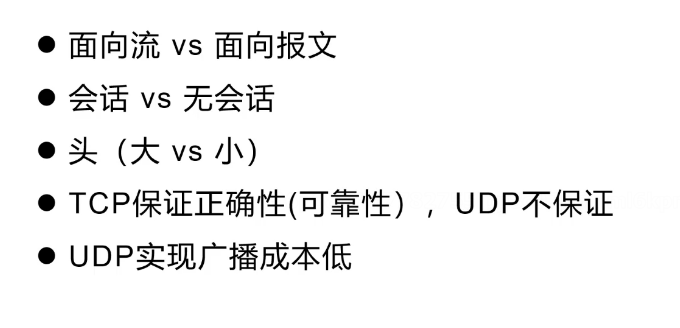 ● 面向流 vs 面向报文
● 会话 vs 无会话
● 头（大 vs 小）
● TCP保证正确性(可靠性），UDP不保证
● UDP实现广播成本低